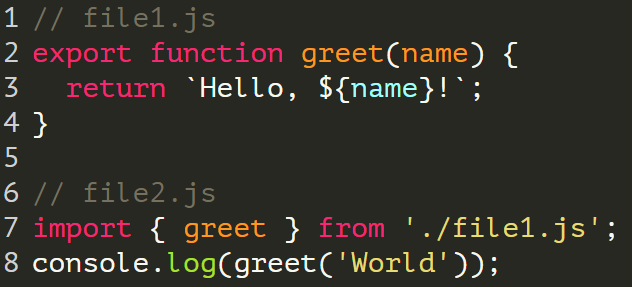 1 // file1.js
2 export function greet(name) {
3   return `Hello, ${name}!`;
4 }
5
6 // file2.js
7 import { greet } from './file1.js';
8 console.log(greet('World'));